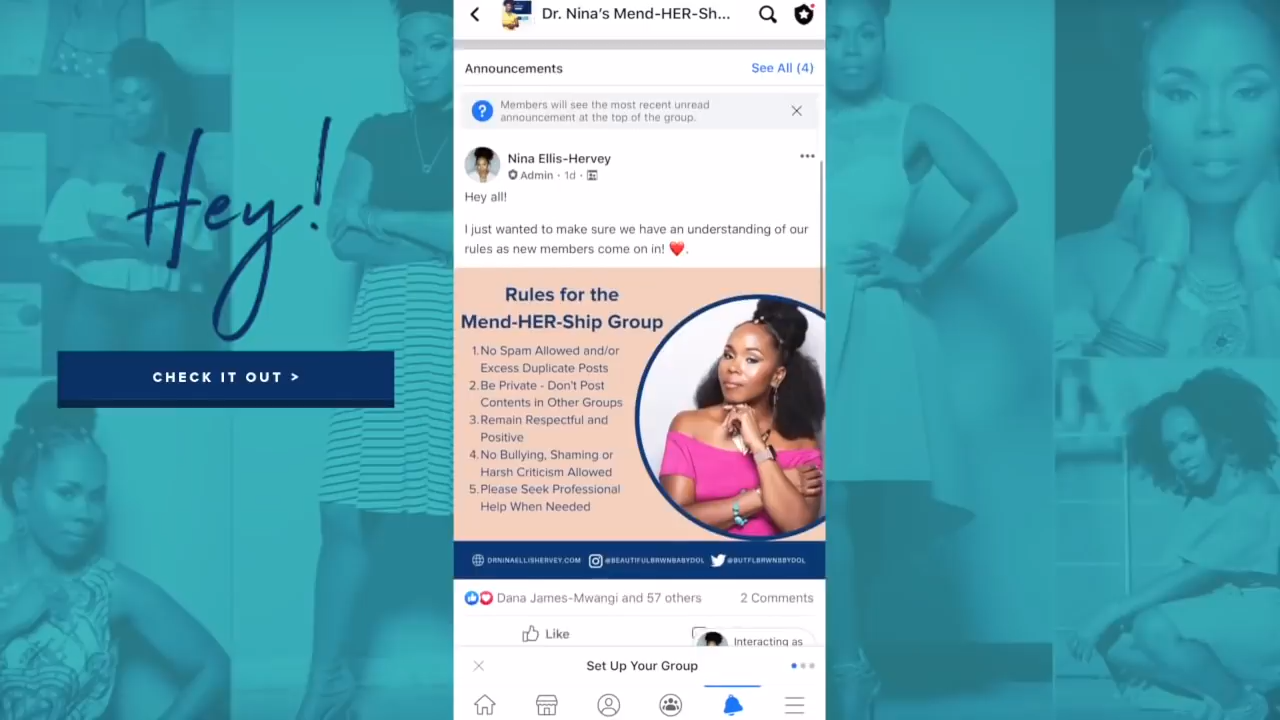 Hey!
CHECK IT OUT >
Dr. Nina's Mend-HER-Sh...
Announcements
See All (4)
Members will see the most recent unread
announcement at the top of the group.
Nina Ellis-Hervey
Admin · 1d ·
Hey all!
I just wanted to make sure we have an understanding of our
rules as new members come on in! ❤️.
Rules for the
Mend-HER-Ship Group
1. No Spam Allowed and/or
Excess Duplicate Posts
2. Be Private - Don't Post
Contents in Other Groups
3. Remain Respectful and
Positive
4. No Bullying, Shaming or
Harsh Criticism Allowed
5. Please Seek Professional
Help When Needed
DRNINAELLISHERVEY.COM @BEAUTIFULBRWNBABYDOL @BUTFLBRWNBBYDOL
Dana James-Mwangi and 57 others
2 Comments
Like
Interacting as
Set Up Your Group